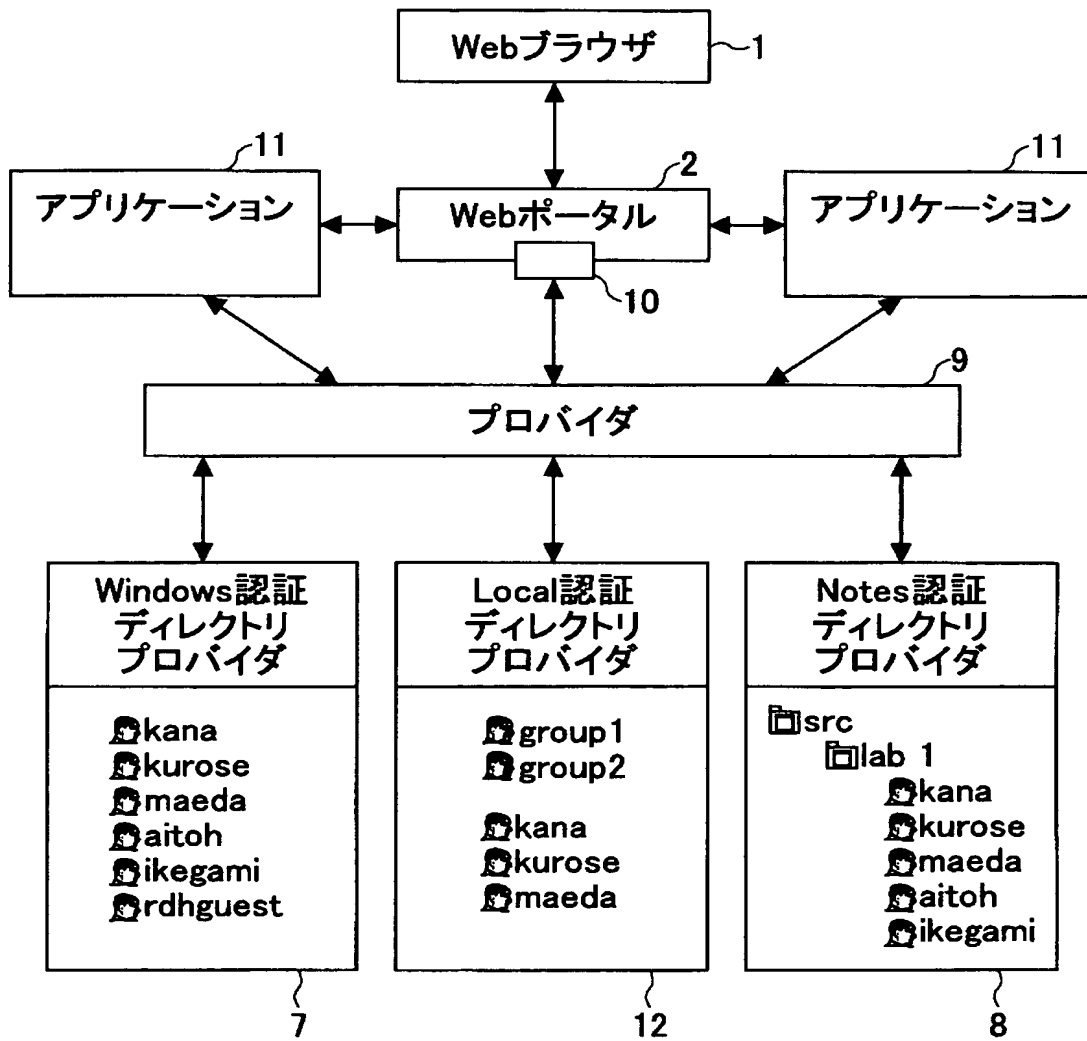 Webブラウザ
1
11
アプリケーション
2
Webポータル
10
11
アプリケーション
9
プロバイダ
Windows認証
ディレクトリ
プロバイダ
kana
kurose
maeda
aitoh
ikegami
rdhguest
7
Local認証
ディレクトリ
プロバイダ
group1
group2
kana
kurose
maeda
12
Notes認証
ディレクトリ
プロバイダ
src
lab 1
kana
kurose
maeda
aitoh
ikegami
8